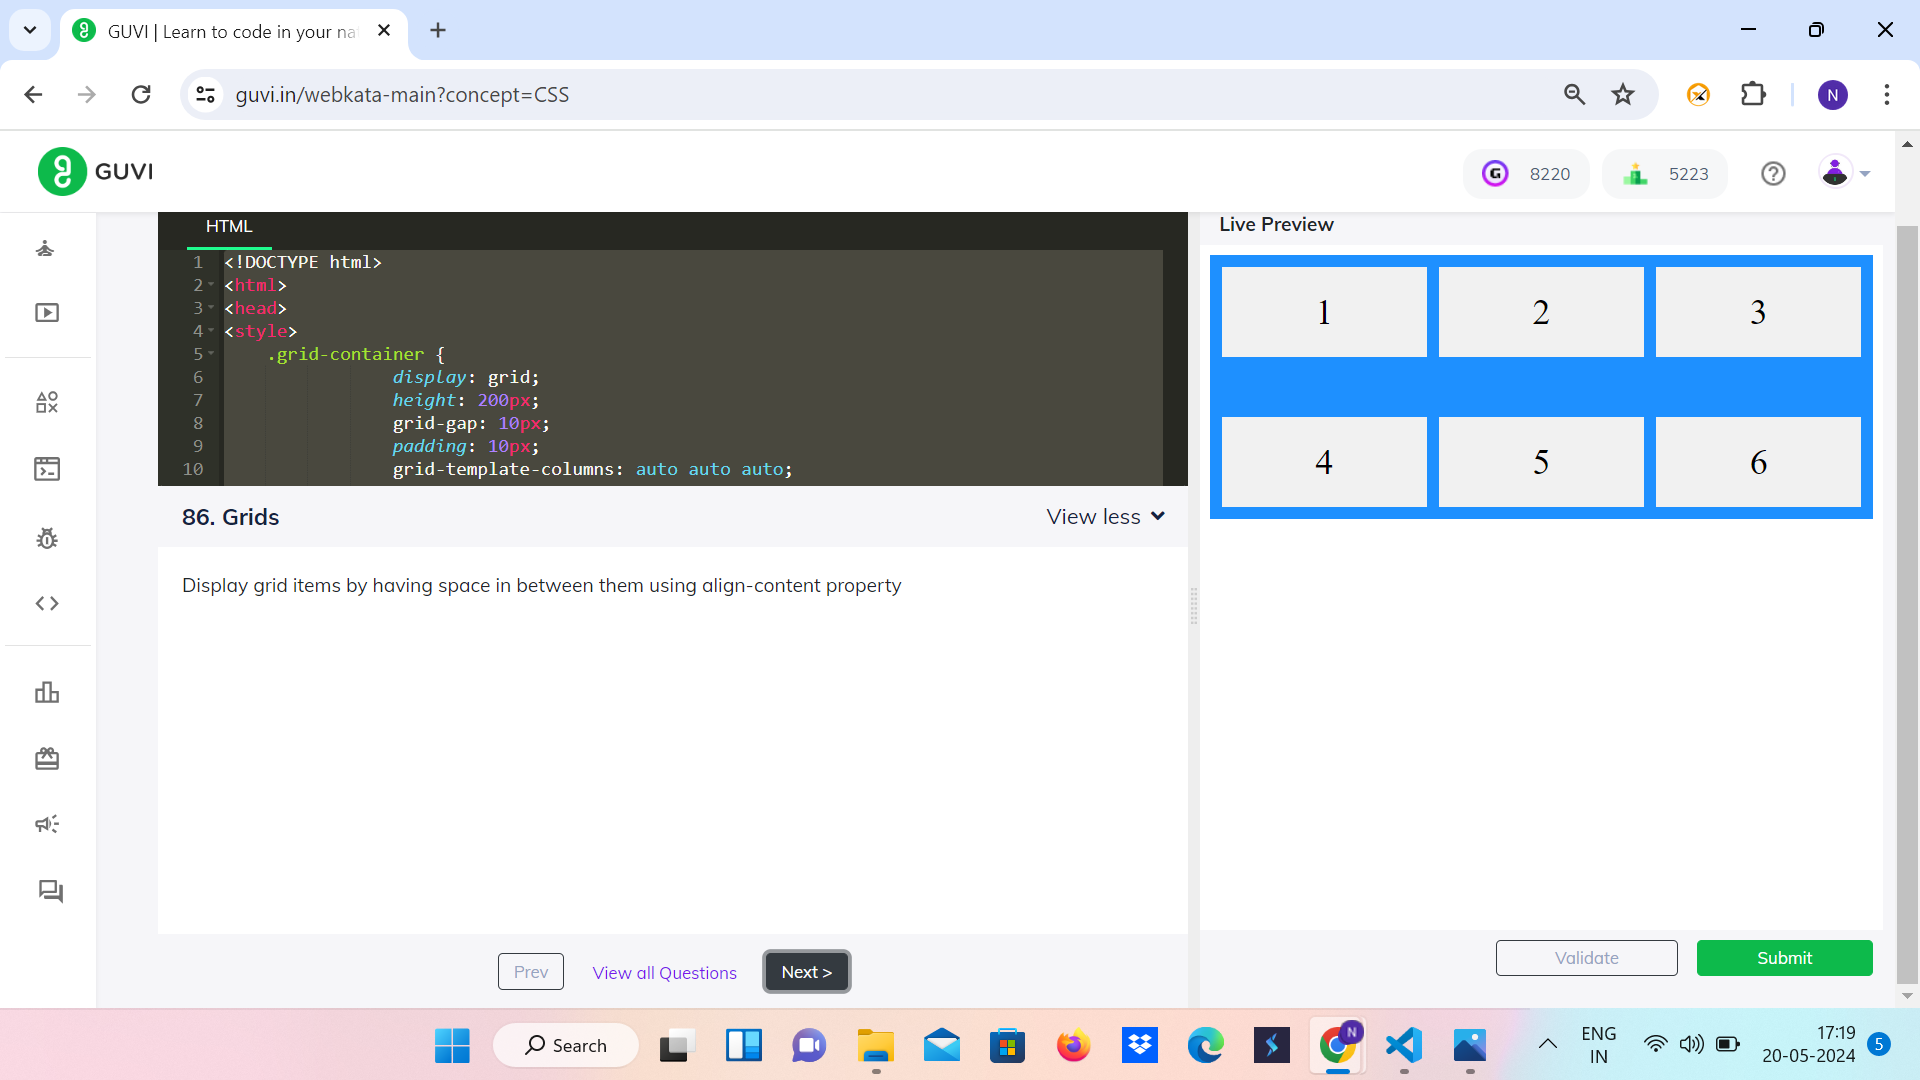 GUVI | Learn to code in your na
guvi.in/webkata-main?concept=CSS
N
GUVI
8220
5223
HTML
Live Preview
1 <!DOCTYPE html>
2 <html>
3 <head>
4 <style>
5 .grid-container {
6 display: grid;
7 height: 200px;
8 grid-gap: 10px;
9 padding: 10px;
10 grid-template-columns: auto auto auto;
1 2 3
4 5 6
86. Grids
View less
Display grid items by having space in between them using align-content property
Prev
View all Questions
Next >
Validate
Submit
Search
N
ENG
IN
17:19
20-05-2024
5